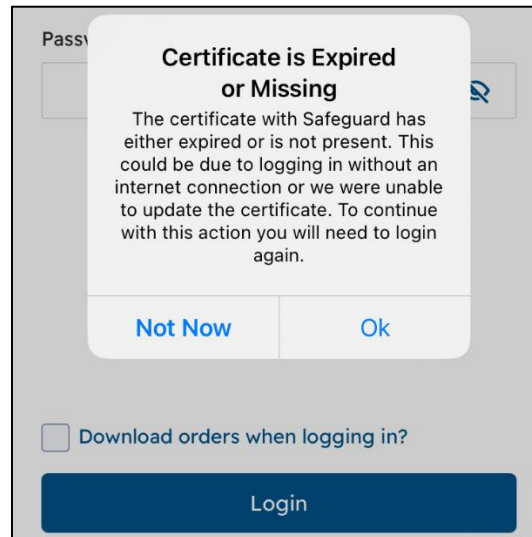 Passw
Certificate is Expired
or Missing
The certificate with Safeguard has
either expired or is not present. This
could be due to logging in without an
internet connection or we were unable
to update the certificate. To continue
with this action you will need to login
again.
Not Now
Ok
Download orders when logging in?
Login